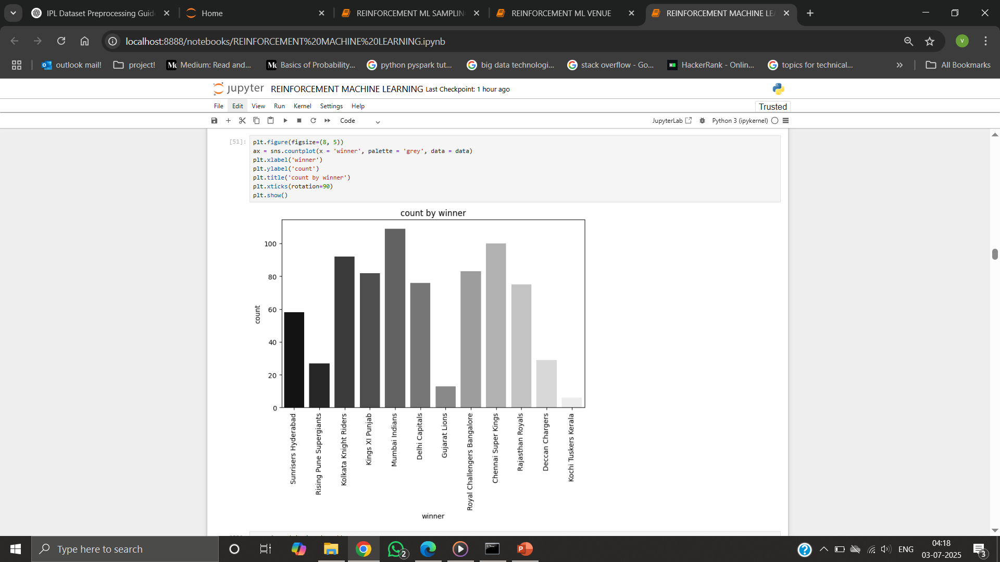 IPL Dataset Preprocessing Guid
Home
REINFORCEMENT ML SAMPLIN
REINFORCEMENT ML VENUE
REINFORCEMENT MACHINE LE
localhost:8888/notebooks/REINFORCEMENT%20MACHINE%20LEARNING.ipynb
V
outlook mail!
project!
Medium: Read and...
Basics of Probability...
python pyspark tut...
big data technologi...
stack overflow - Go...
HackerRank - Onlin...
topics for technical...
All Bookmarks
jupyter REINFORCEMENT MACHINE LEARNING Last Checkpoint: 1 hour ago
File Edit View Run Kernel Settings Help
Trusted
Code
JupyterLab
Python 3 (ipykernel)
[51]:
plt.figure(figsize=(8, 5))
ax = sns.countplot(x = 'winner', palette = 'grey', data = data)
plt.xlabel('winner')
plt.ylabel('count')
plt.title('count by winner')
plt.xticks(rotation=90)
plt.show()
count by winner
100
80
60
40
20
0
count
Sunrisers Hyderabad
Rising Pune Supergiants
Kolkata Knight Riders
Kings XI Punjab
Mumbai Indians
Delhi Capitals
Gujarat Lions
Royal Challengers Bangalore
Chennai Super Kings
Rajasthan Royals
Deccan Chargers
Kochi Tuskers Kerala
winner
Type here to search
2
ENG
04:18
03-07-2025
3